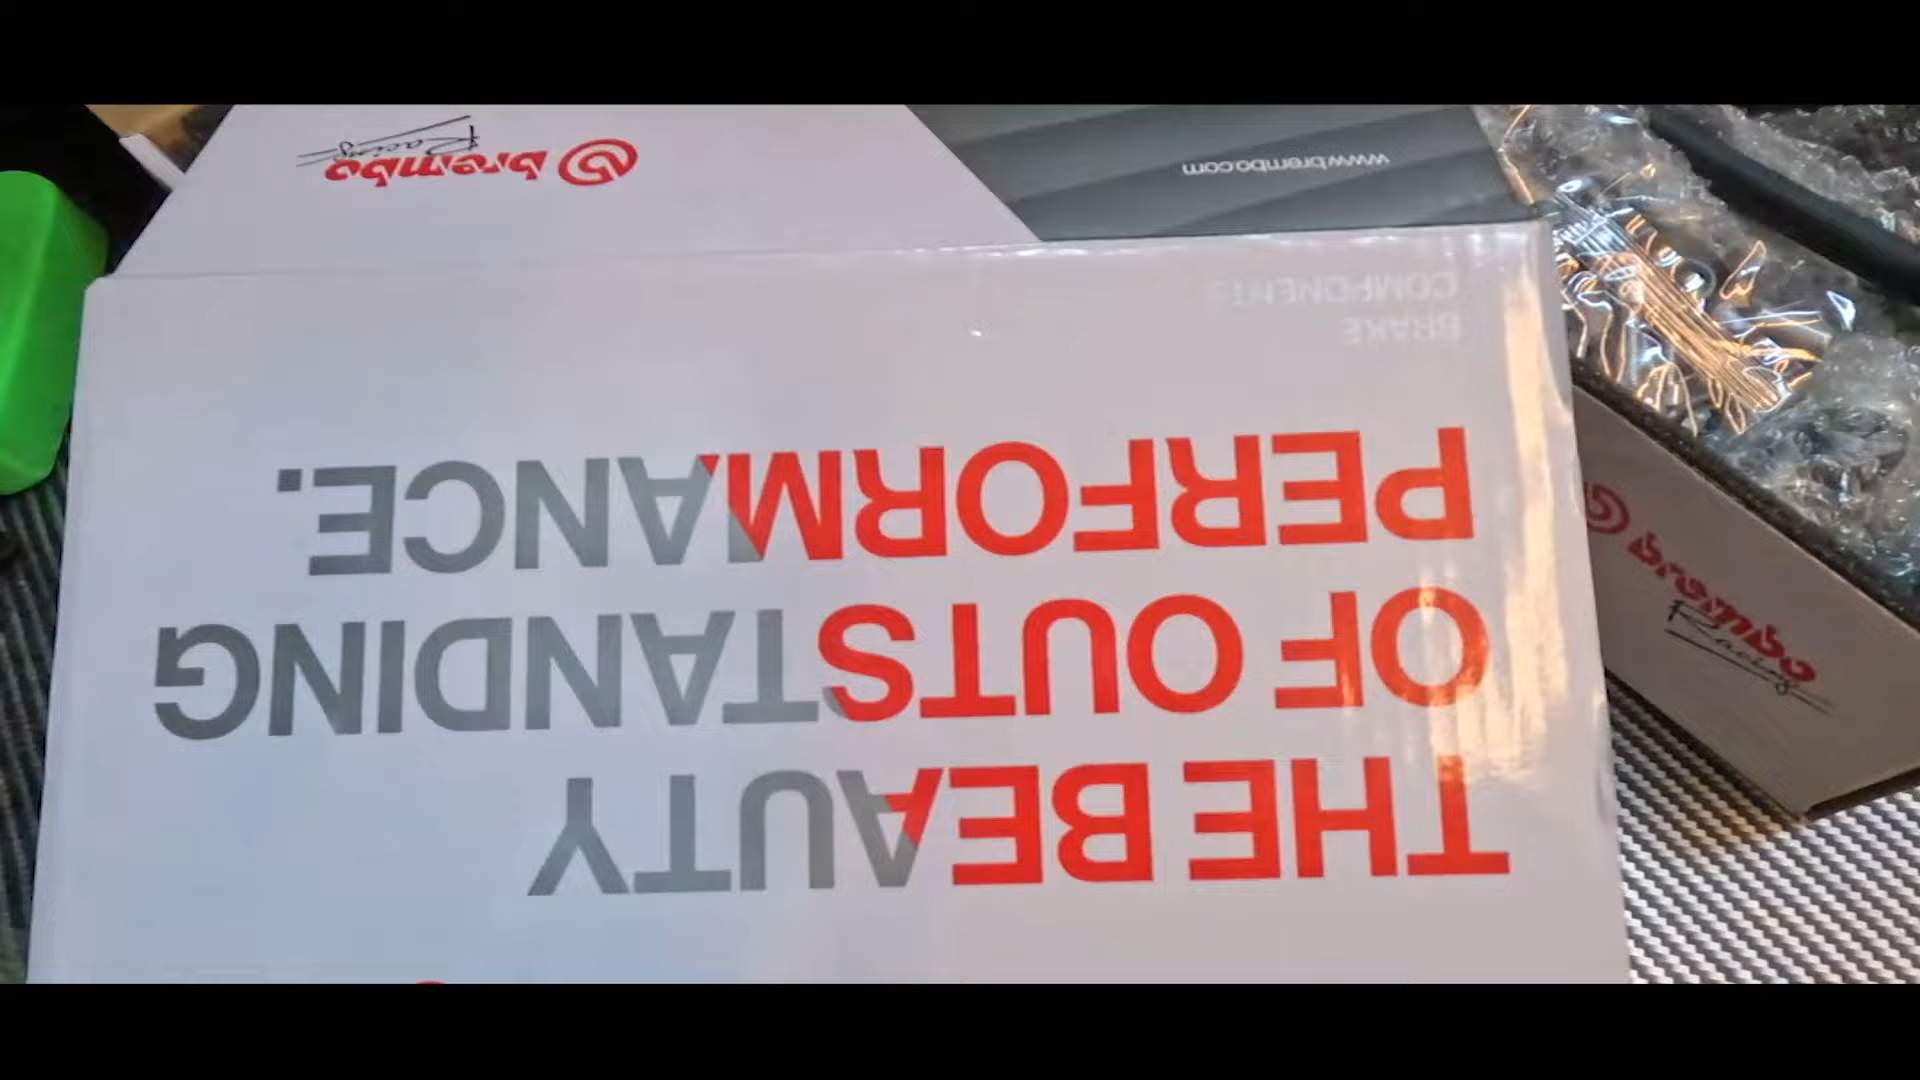 THE BEAUTY
OF OUTSTANDING
PERFORMANCE.
BRAKE
COMPONENTS
brembo
Racing
www.brembo.com
brembo
Racing